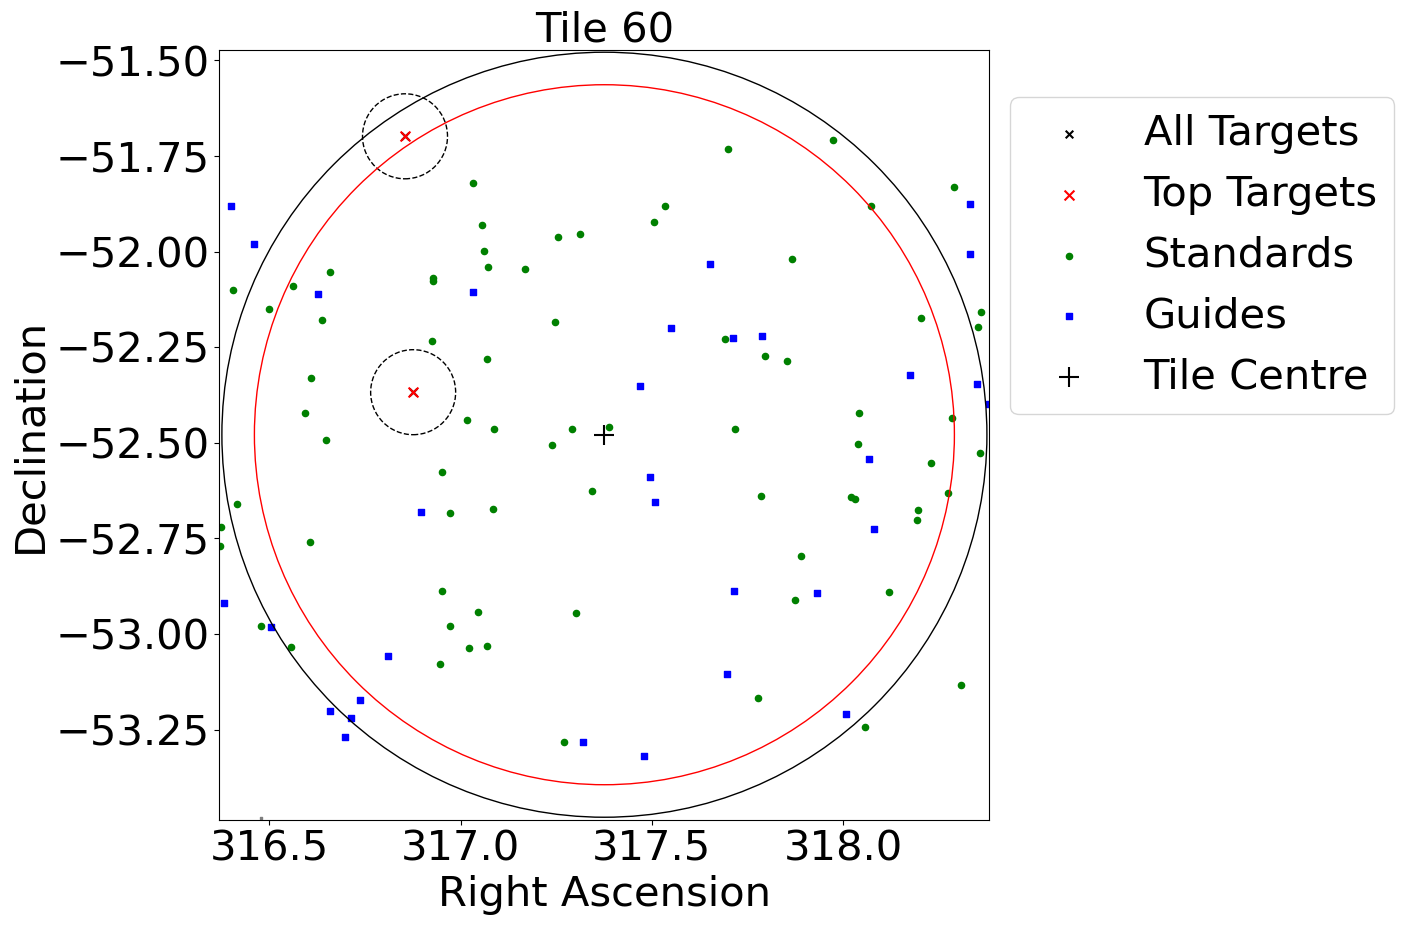 Tile 60
−51.50
−51.75
−52.00
−52.25
−52.50
−52.75
−53.00
−53.25
Declination
316.5 317.0 317.5 318.0
Right Ascension
All Targets
Top Targets
Standards
Guides
Tile Centre